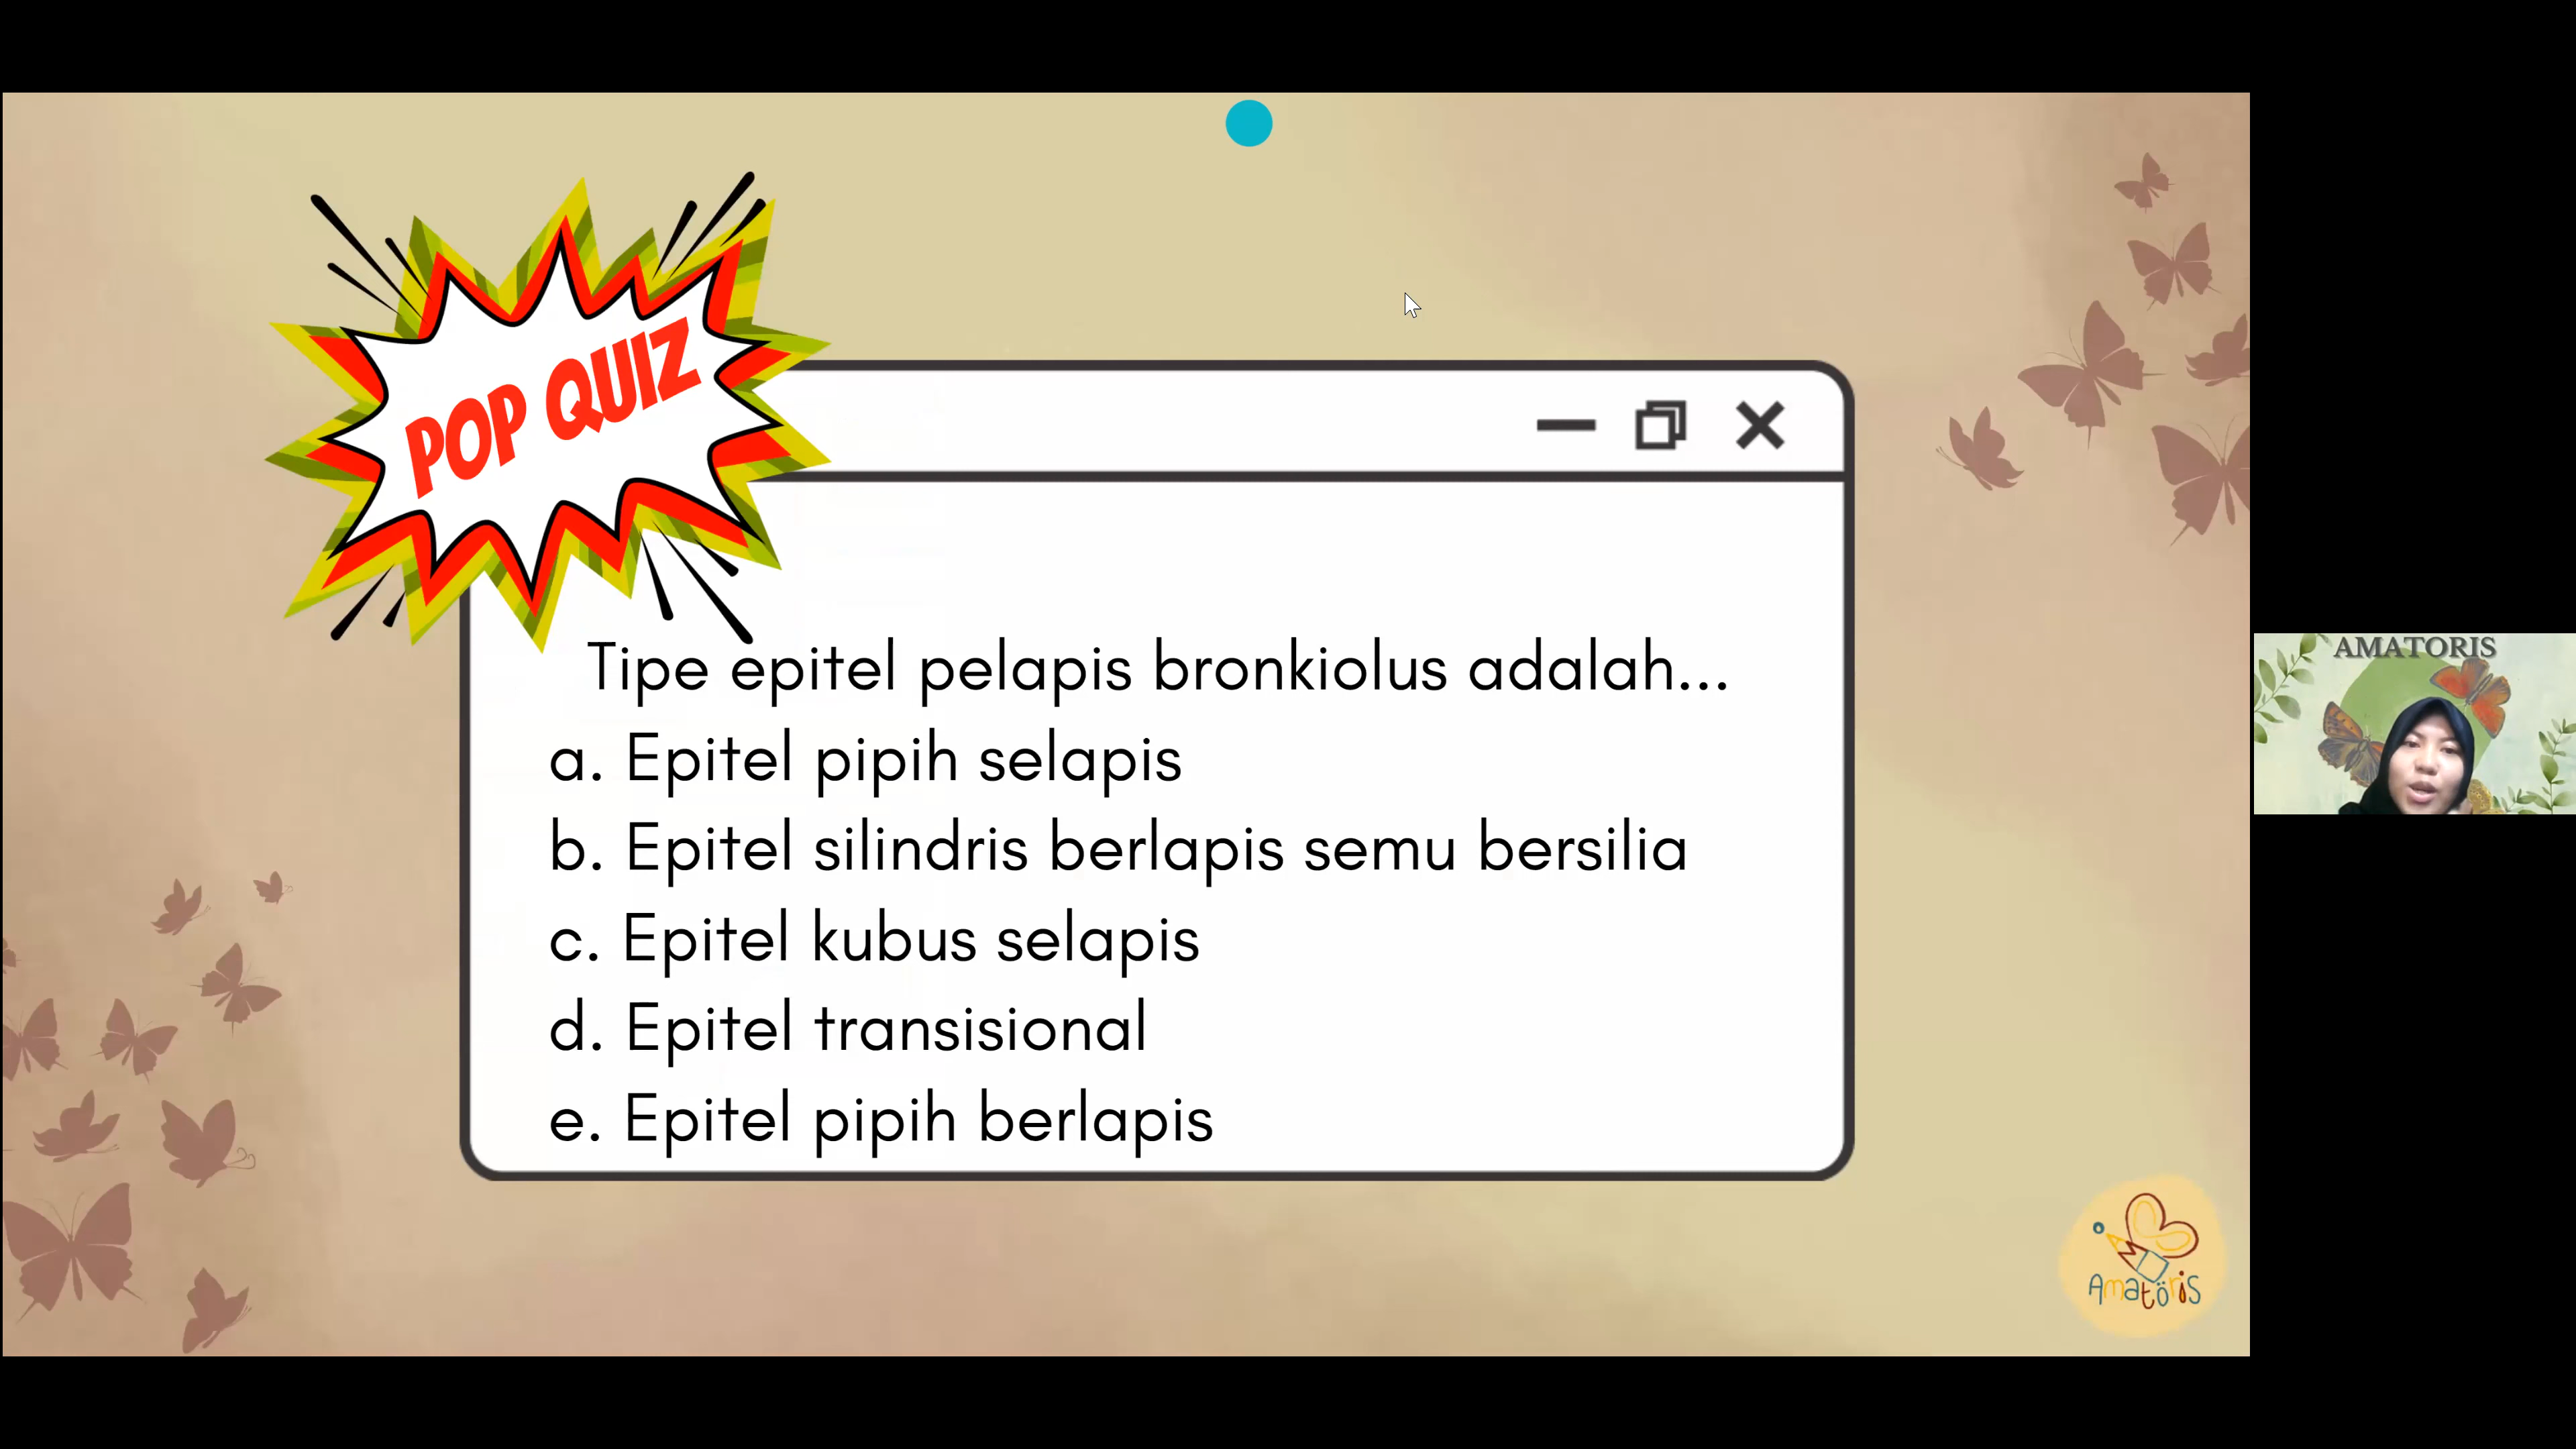 POP QUIZ
Tipe epitel pelapis bronkiolus adalah...
a. Epitel pipih selapis
b. Epitel silindris berlapis semu bersilia
c. Epitel kubus selapis
d. Epitel transisional
e. Epitel pipih berlapis
AMATORIS
Amatöris